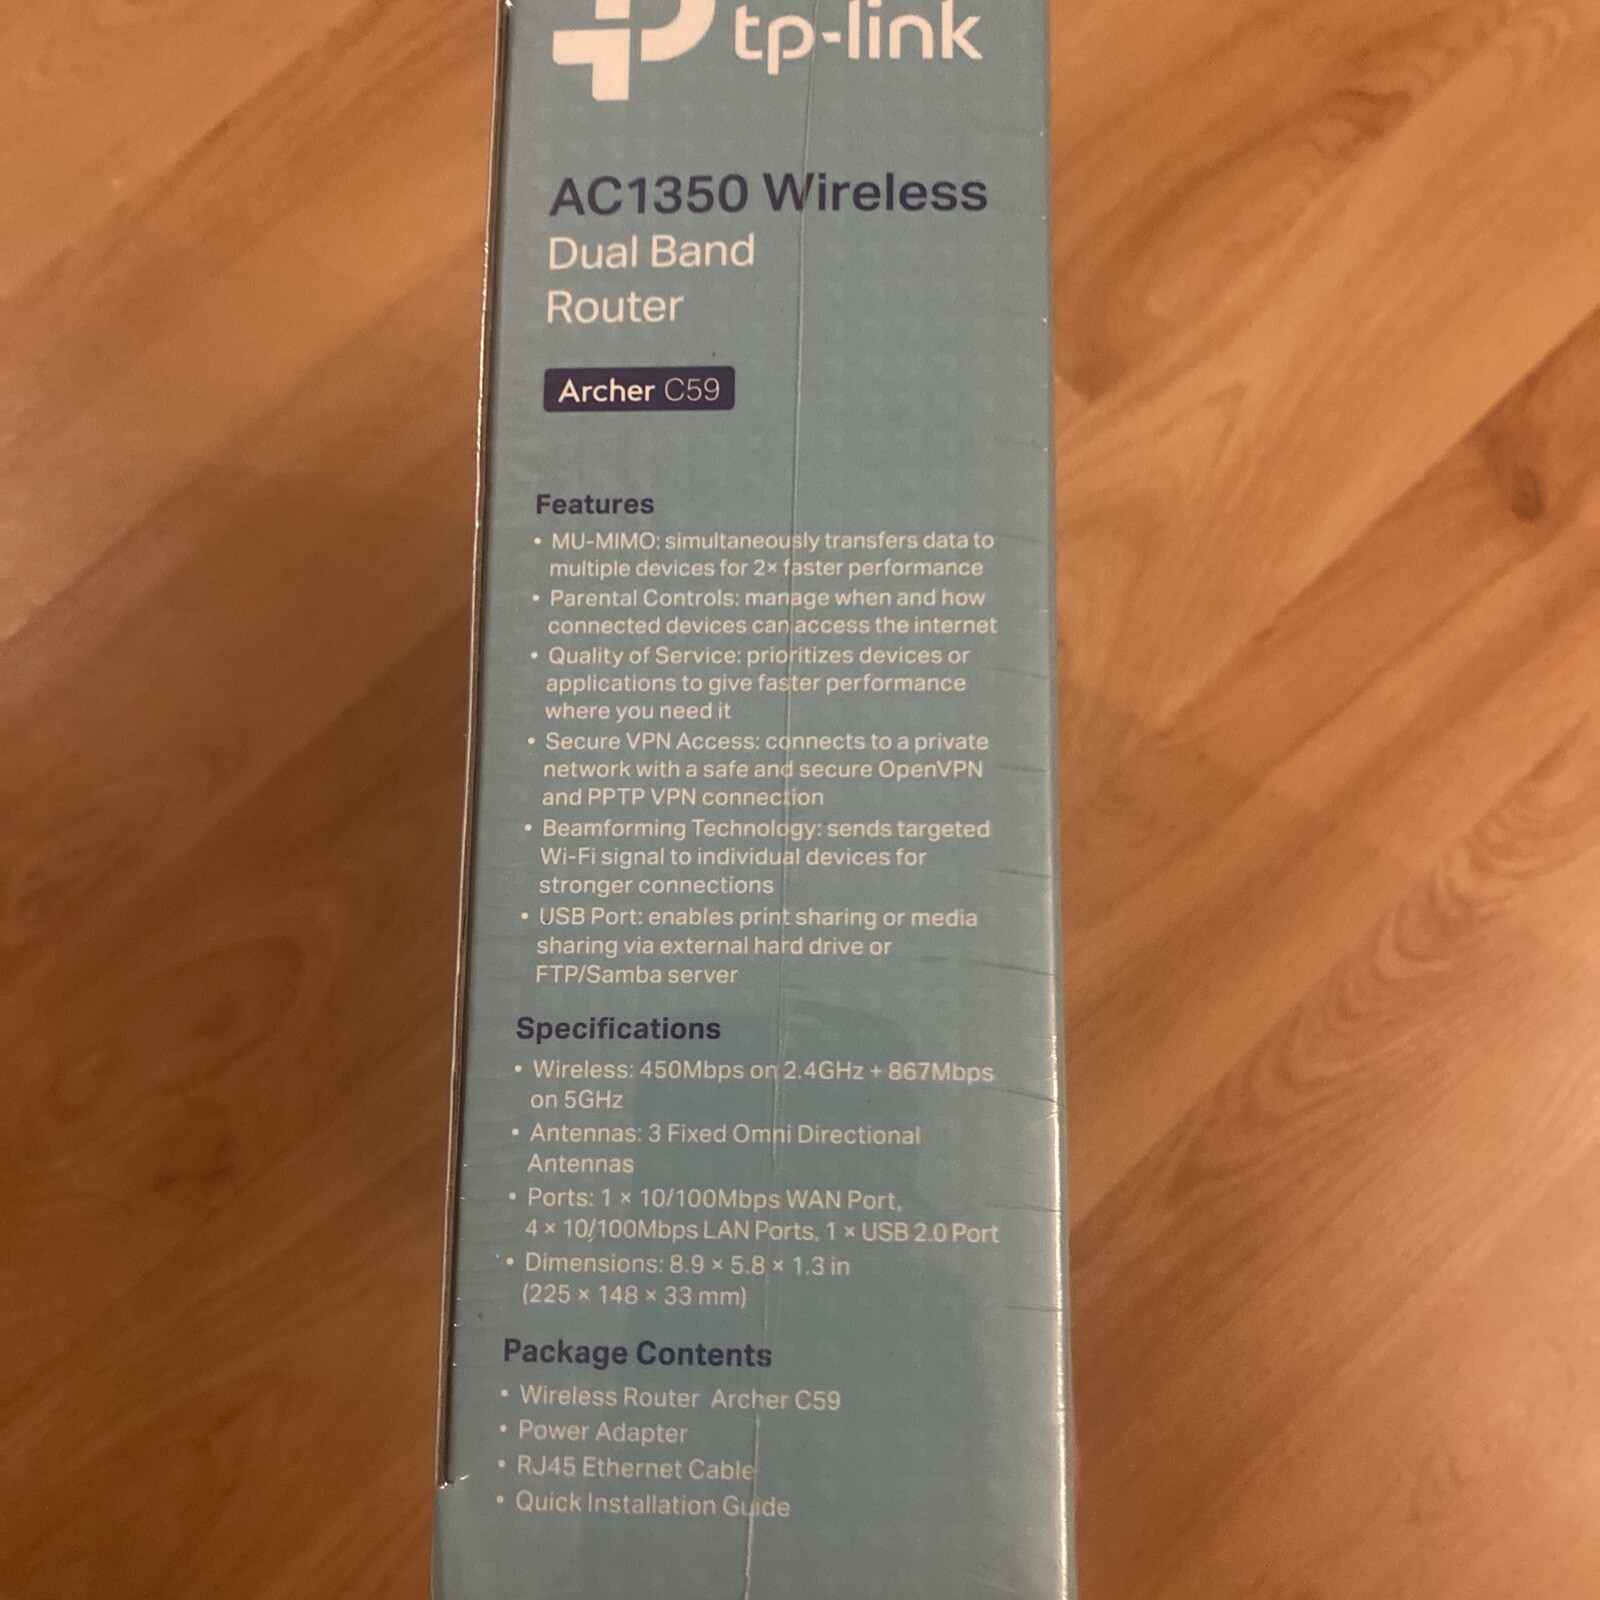 tp-link
AC1350 Wireless
Dual Band
Router
Archer C59
Features
• MU-MIMO: simultaneously transfers data to
multiple devices for 2× faster performance
• Parental Controls: manage when and how
connected devices can access the internet
• Quality of Service: prioritizes devices or
applications to give faster performance
where you need it
• Secure VPN Access: connects to a private
network with a safe and secure OpenVPN
and PPTP VPN connection
• Beamforming Technology: sends targeted
Wi-Fi signal to individual devices for
stronger connections
• USB Port: enables print sharing or media
sharing via external hard drive or
FTP/Samba server
Specifications
• Wireless: 450Mbps on 2.4GHz + 867Mbps
on 5GHz
• Antennas: 3 Fixed Omni Directional
Antennas
• Ports: 1 × 10/100Mbps WAN Port,
4 × 10/100Mbps LAN Ports, 1 × USB 2.0 Port
• Dimensions: 8.9 × 5.8 × 1.3 in
(225 × 148 × 33 mm)
Package Contents
• Wireless Router Archer C59
• Power Adapter
• RJ45 Ethernet Cable
• Quick Installation Guide